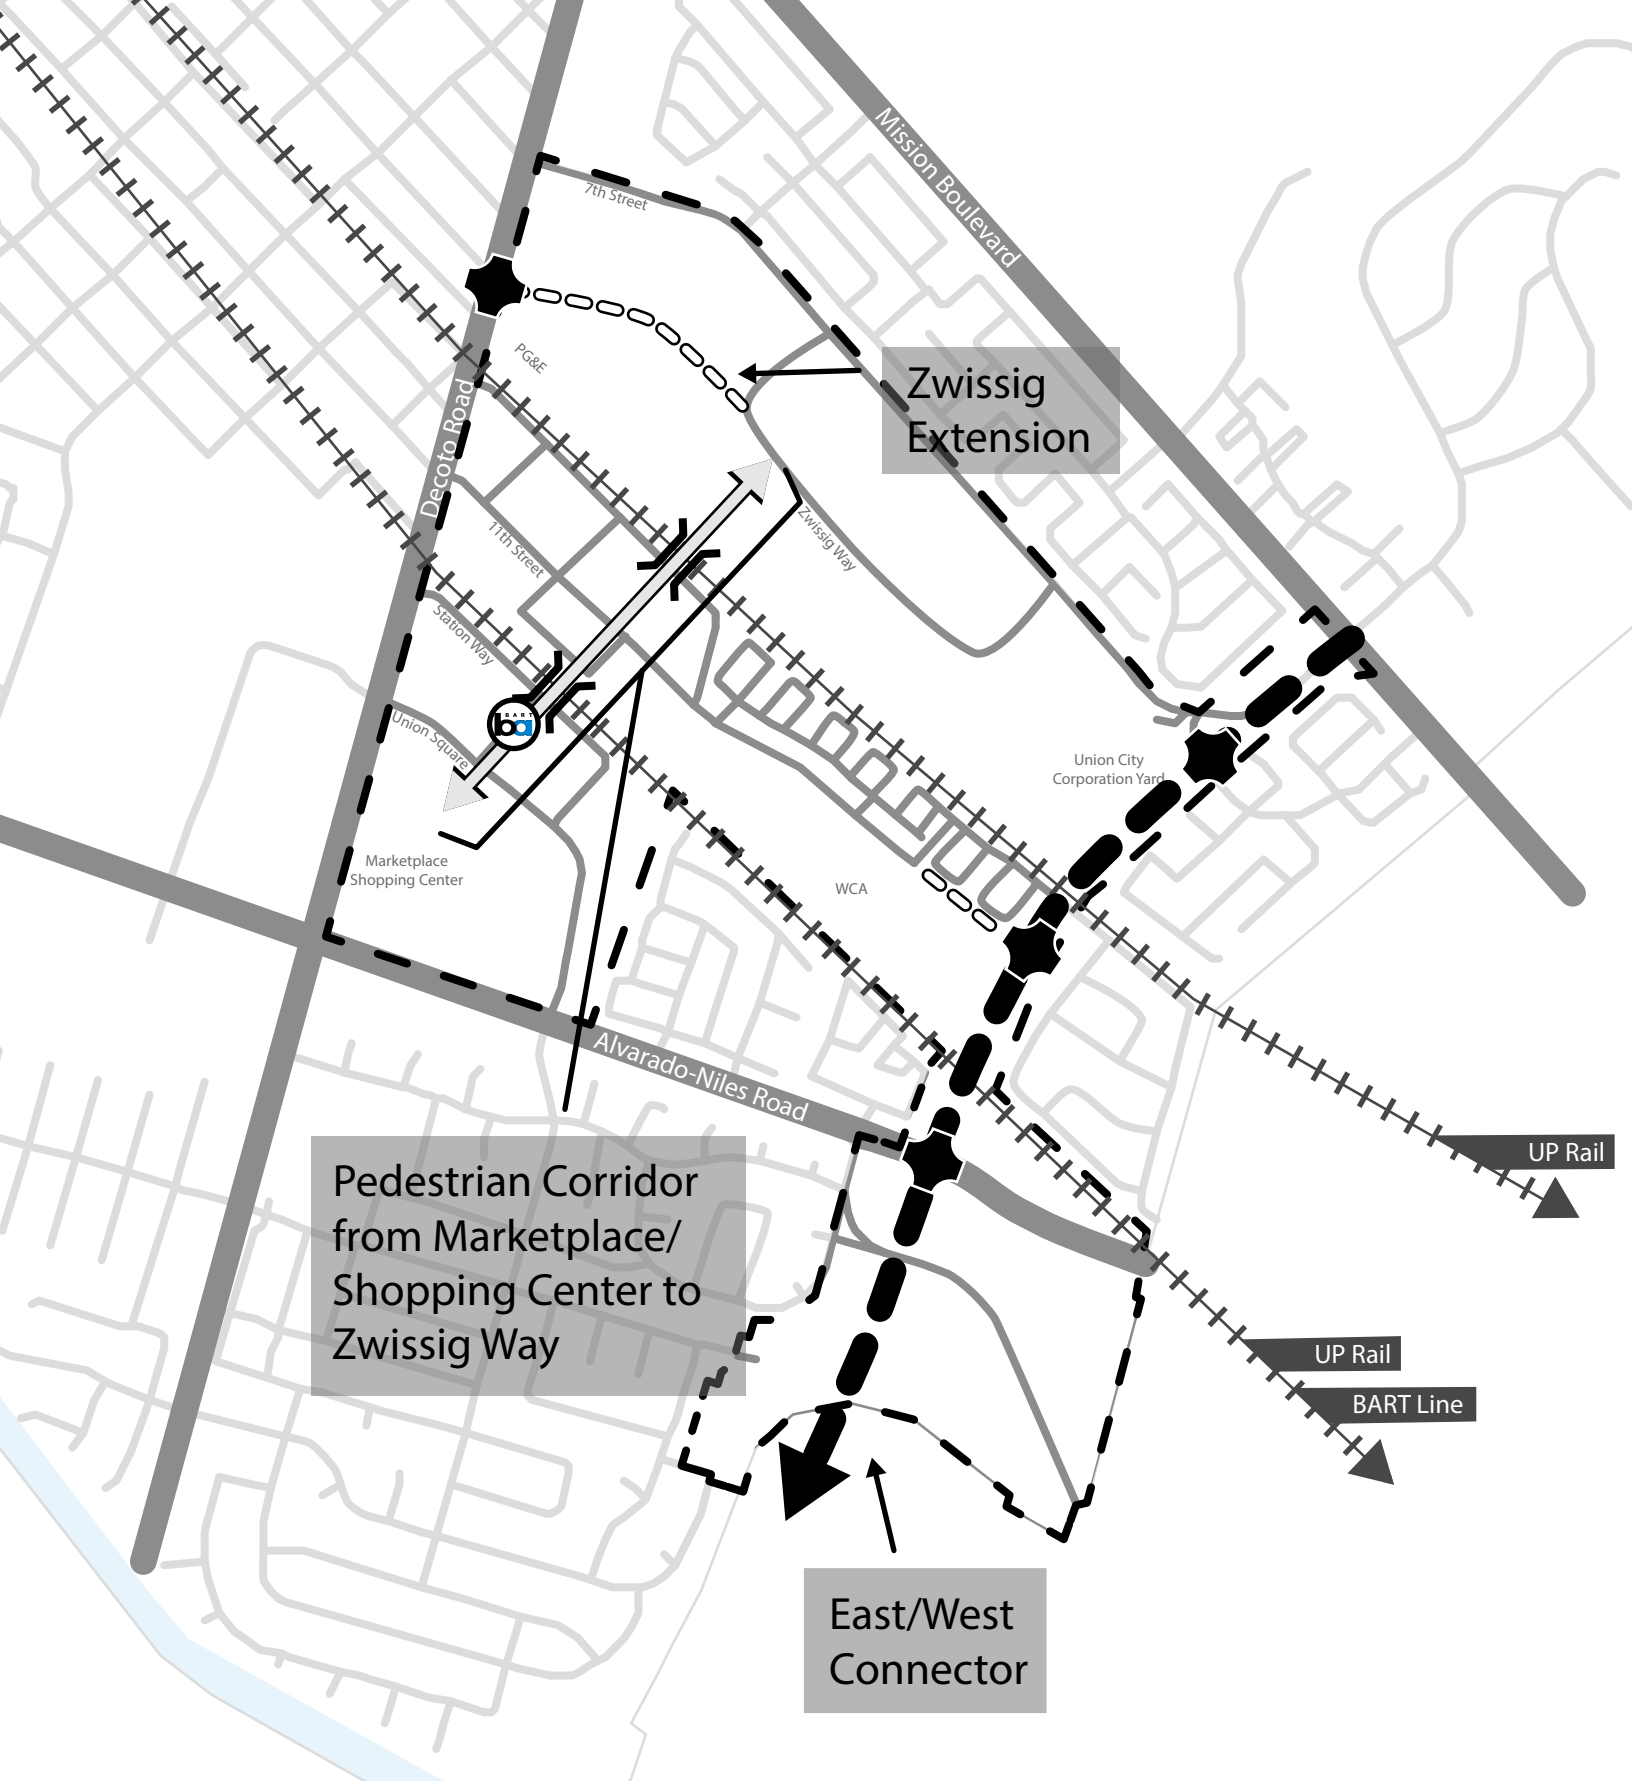 Mission Boulevard
7th Street
PG&E
Zwissig
Extension
Decoto Road
11th Street
Zwissig Way
Station Way
BART
ba
Union Square
Union City
Corporation Yard
Marketplace
Shopping Center
WCA
Alvarado-Niles Road
UP Rail
Pedestrian Corridor
from Marketplace/
Shopping Center to
Zwissig Way
UP Rail
BART Line
East/West
Connector